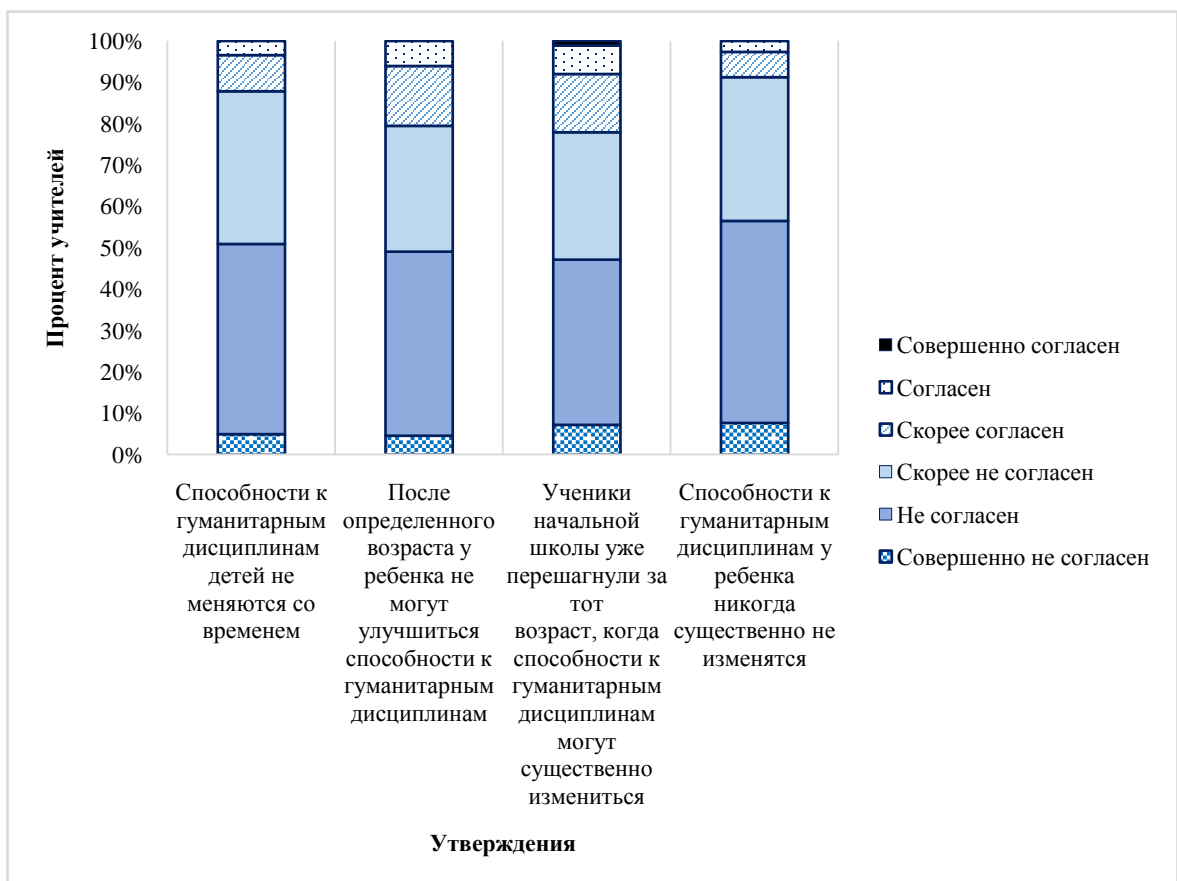 100%
90%
80%
70%
60%
50%
40%
30%
20%
10%
0%
Процент учителей
Способности к
гуманитарным
дисциплинам
детей не
меняются со
временем
После
определенного
возраста у
ребенка не
могут
улучшиться
способности к
гуманитарным
дисциплинам
Ученики
начальной
школы уже
перешагнули за
тот
возраст, когда
способности к
гуманитарным
дисциплинам
могут
существенно
измениться
Способности к
гуманитарным
дисциплинам у
ребенка
никогда
существенно не
изменятся
Утверждения
Совершенно согласен
Согласен
Скорее согласен
Скорее не согласен
Не согласен
Совершенно не согласен